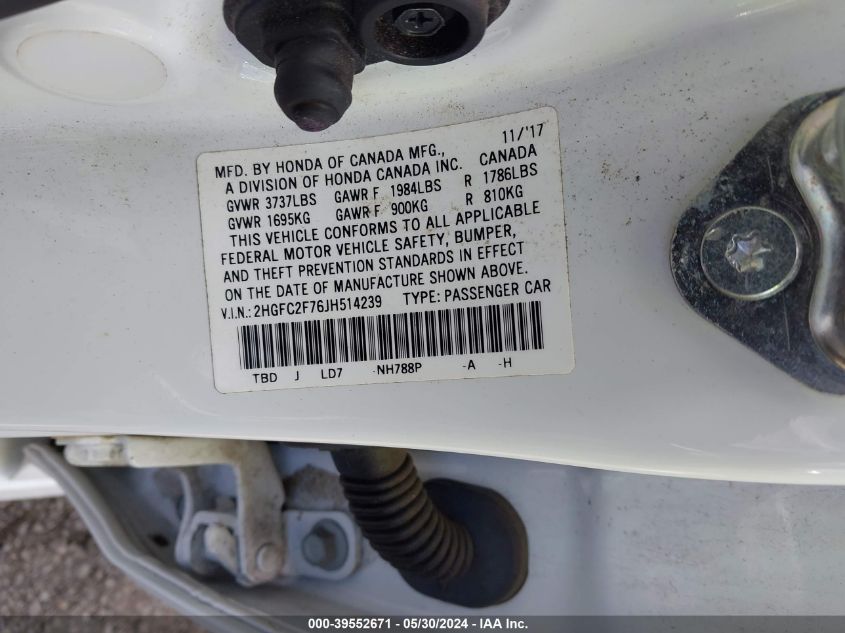 11/'17
MFD. BY HONDA OF CANADA MFG.,
A DIVISION OF HONDA CANADA INC. CANADA
GVWR 3737LBS GAWR F 1984LBS R 1786LBS
GVWR 1695KG GAWR F 900KG R 810KG
THIS VEHICLE CONFORMS TO ALL APPLICABLE
FEDERAL MOTOR VEHICLE SAFETY, BUMPER,
AND THEFT PREVENTION STANDARDS IN EFFECT
ON THE DATE OF MANUFACTURE SHOWN ABOVE.
V.I.N.: 2HGFC2F76JH514239 TYPE: PASSENGER CAR
TBD J LD7 -NH788P -A -H
000-39552671 - 05/30/2024 - IAA Inc.